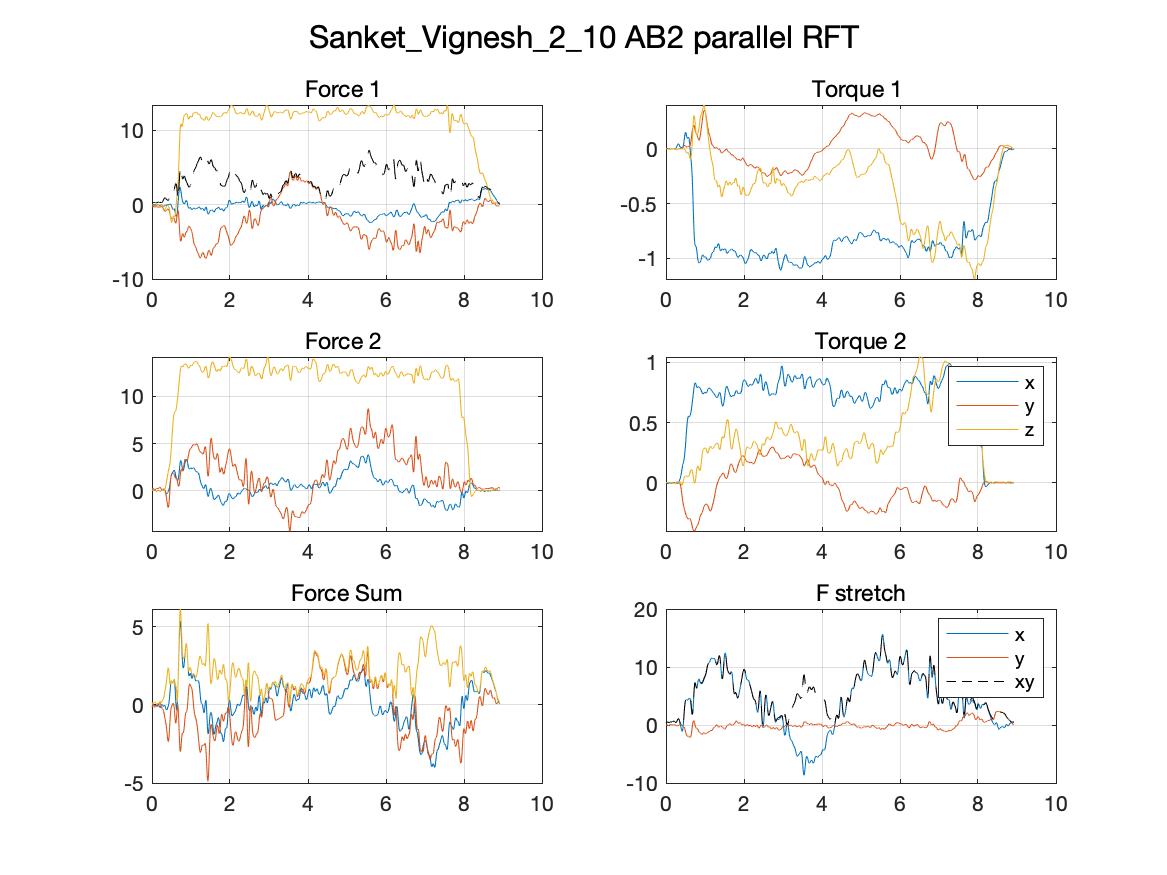 Sanket_Vignesh_2_10 AB2 parallel RFT
Force 1
10
0
-10
0 2 4 6 8 10
Torque 1
0
-0.5
-1
0 2 4 6 8 10
Force 2
10
5
0
0 2 4 6 8 10
Torque 2
1
0.5
0
0 2 4 6 8 10
x
y
z
Force Sum
5
0
-5
0 2 4 6 8 10
F stretch
20
10
0
-10
0 2 4 6 8 10
x
y
xy